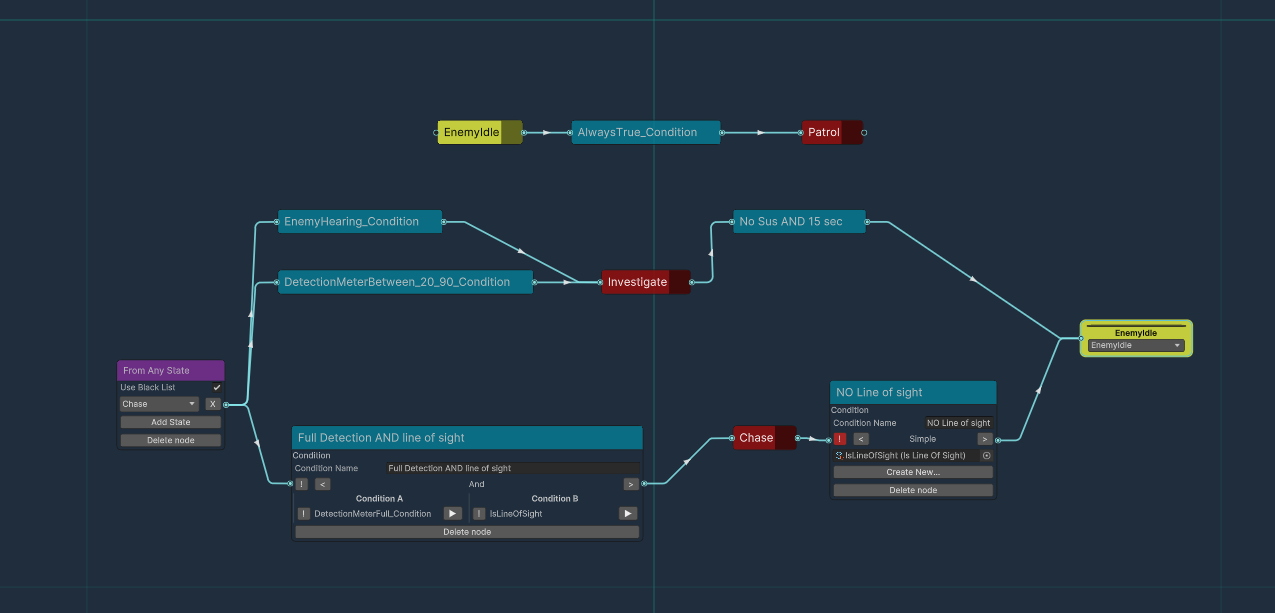 EnemyIdle
AlwaysTrue_Condition
Patrol
EnemyHearing_Condition
No Sus AND 15 sec
DetectionMeterBetween_20_90_Condition
Investigate
EnemyIdle
EnemyIdle
From Any State
Use Black List
Chase
X
Add State
Delete node
Full Detection AND line of sight
Condition
Condition Name
Full Detection AND line of sight
! < And >
Condition A
Condition B
! DetectionMeterFull_Condition
! IsLineOfSight
Delete node
Chase
NO Line of sight
Condition
Condition Name
NO Line of sight
! < Simple >
IsLineOfSight (Is Line Of Sight)
Create New...
Delete node